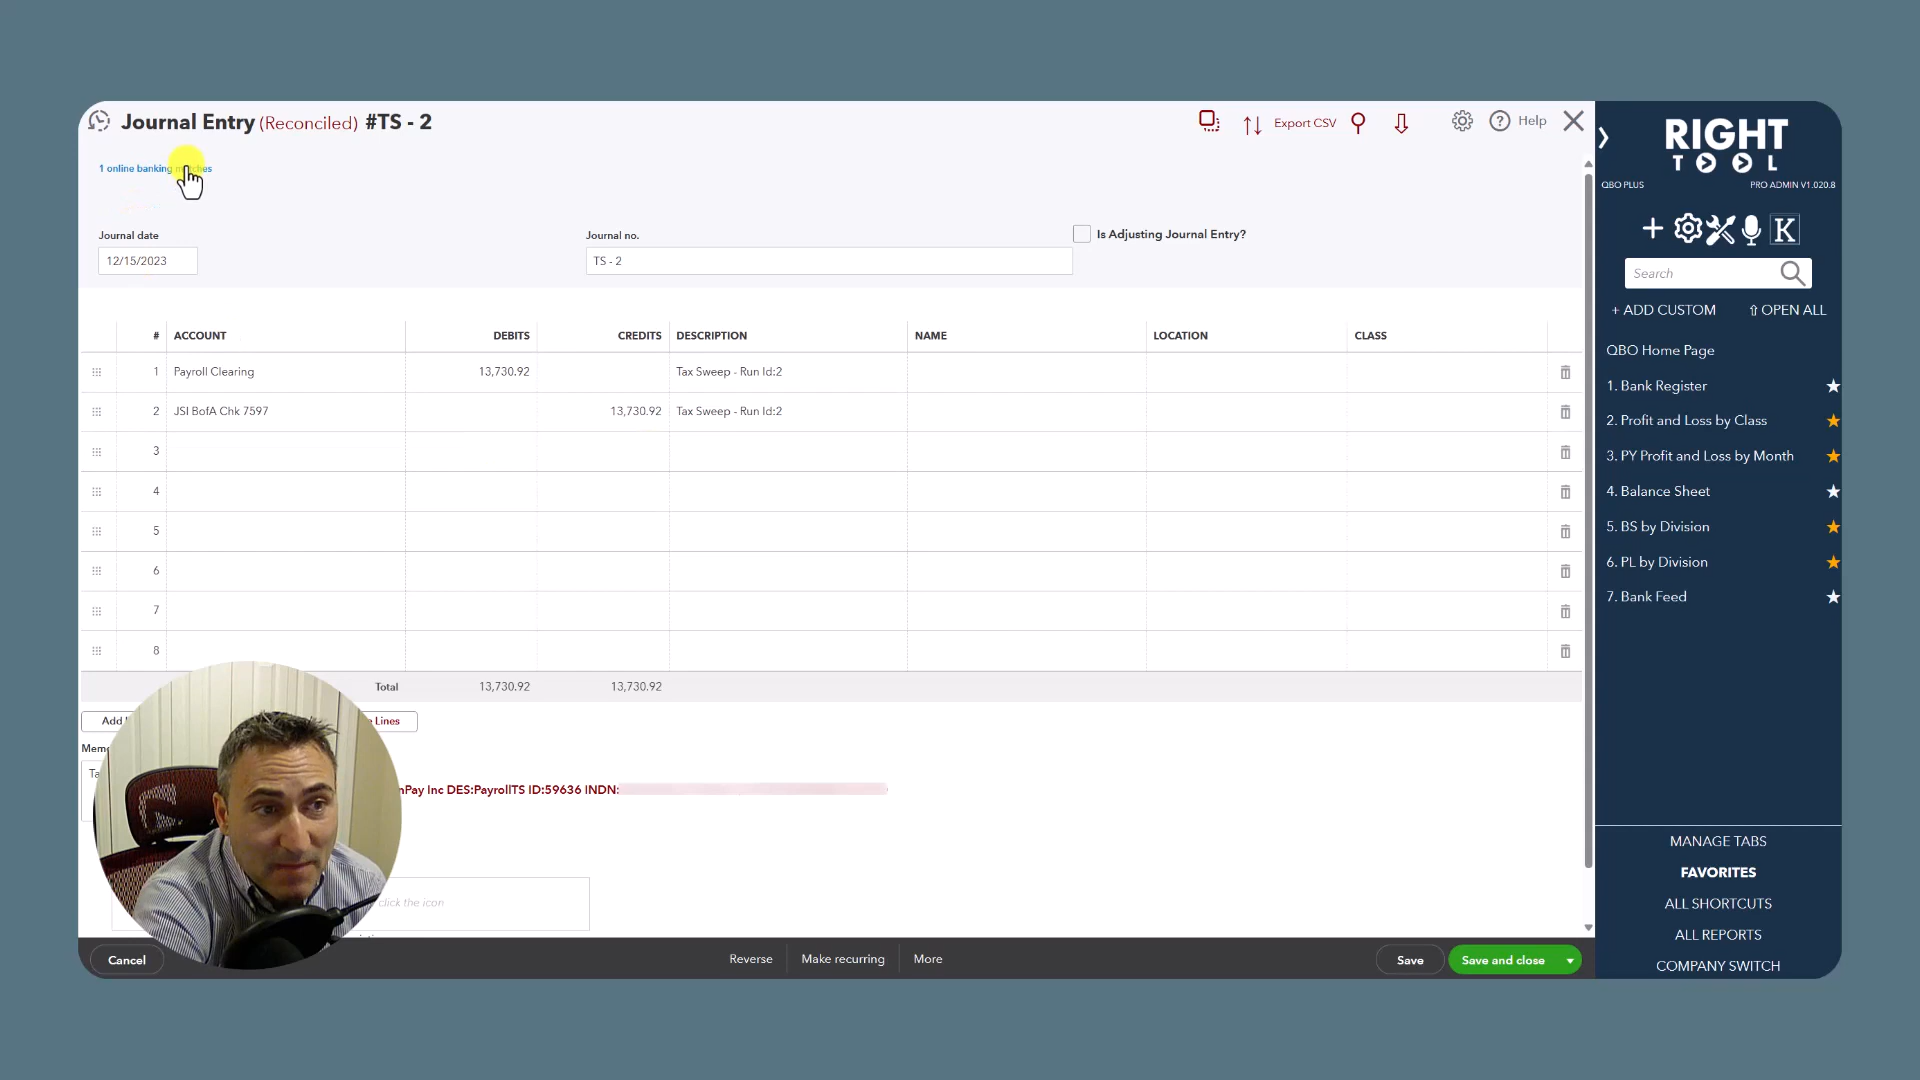 Journal Entry (Reconciled) #TS - 2
Export CSV
Help
1 online banking matches
Journal date
Journal no.
Is Adjusting Journal Entry?
12/15/2023
TS - 2
# ACCOUNT DEBITS CREDITS DESCRIPTION NAME LOCATION CLASS
1 Payroll Clearing 13,730.92 Tax Sweep - Run Id:2
2 JSI BofA Chk 7597 13,730.92 Tax Sweep - Run Id:2
3
4
5
6
7
8
Total 13,730.92 13,730.92
Add
Lines
nPay Inc DES:PayrollTS ID:59636 INDN:
click the icon
Cancel
Reverse
Make recurring
More
Save
Save and close
RIGHT
TOOL
QBO PLUS
PRO ADMIN V1.020.8
K
Search
+ ADD CUSTOM
⇧ OPEN ALL
QBO Home Page
1. Bank Register
2. Profit and Loss by Class
3. PY Profit and Loss by Month
4. Balance Sheet
5. BS by Division
6. PL by Division
7. Bank Feed
MANAGE TABS
FAVORITES
ALL SHORTCUTS
ALL REPORTS
COMPANY SWITCH